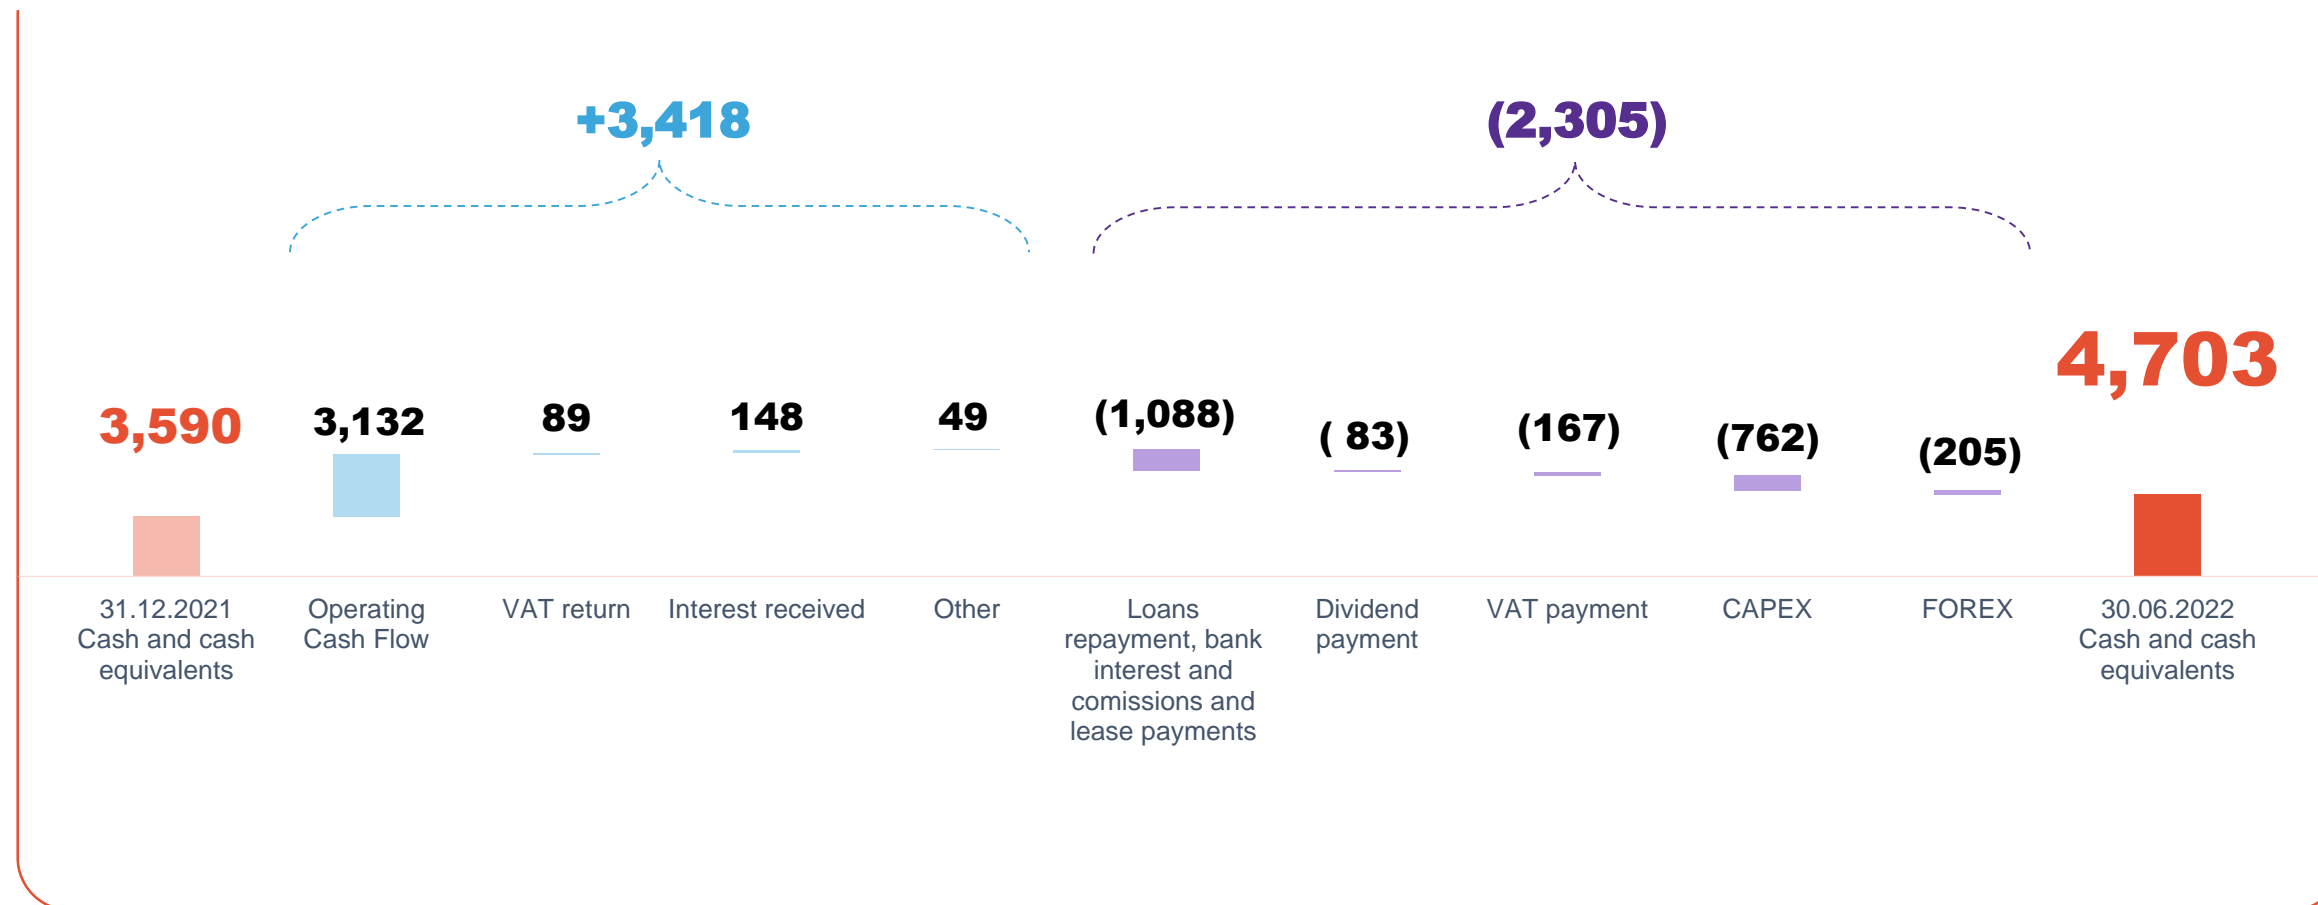 +3,418
(2,305)
3,590
3,132
89
148
49
(1,088)
( 83)
(167)
(762)
(205)
4,703
31.12.2021
Cash and cash
equivalents
Operating
Cash Flow
VAT return
Interest received
Other
Loans
repayment, bank
interest and
comissions and
lease payments
Dividend
payment
VAT payment
CAPEX
FOREX
30.06.2022
Cash and cash
equivalents